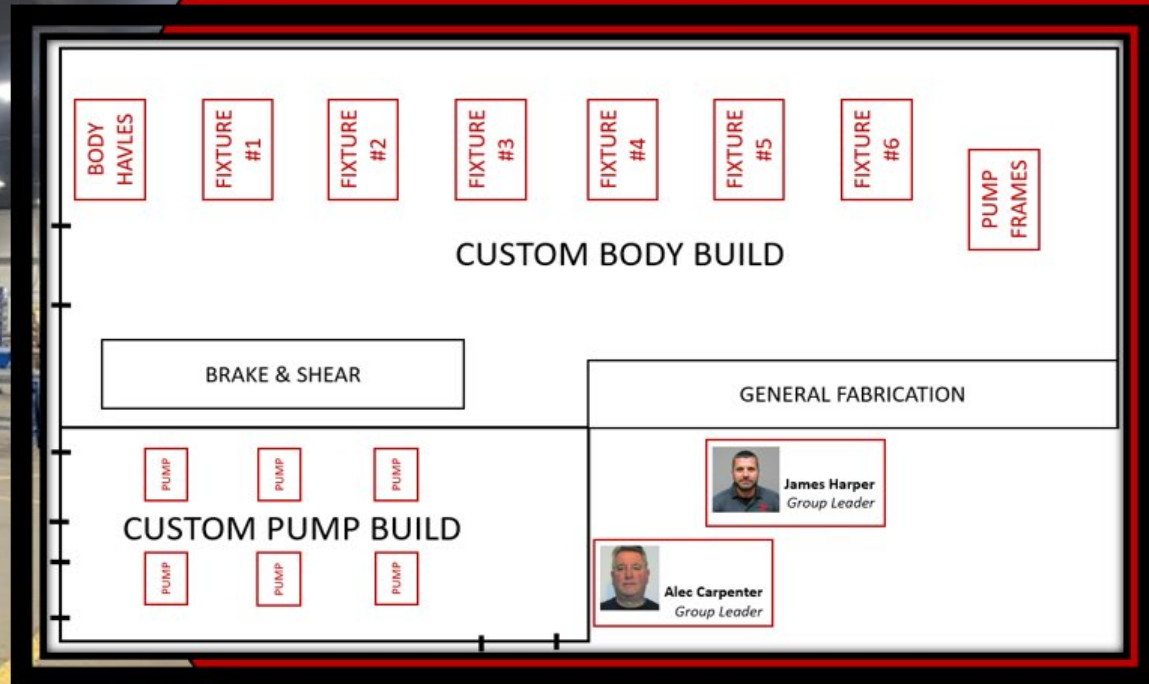 BODY
HAVLES
FIXTURE
#1
FIXTURE
#2
FIXTURE
#3
FIXTURE
#4
FIXTURE
#5
FIXTURE
#6
PUMP
FRAMES
CUSTOM BODY BUILD
BRAKE & SHEAR
GENERAL FABRICATION
PUMP
PUMP
PUMP
CUSTOM PUMP BUILD
PUMP
PUMP
PUMP
James Harper
Group Leader
Alec Carpenter
Group Leader